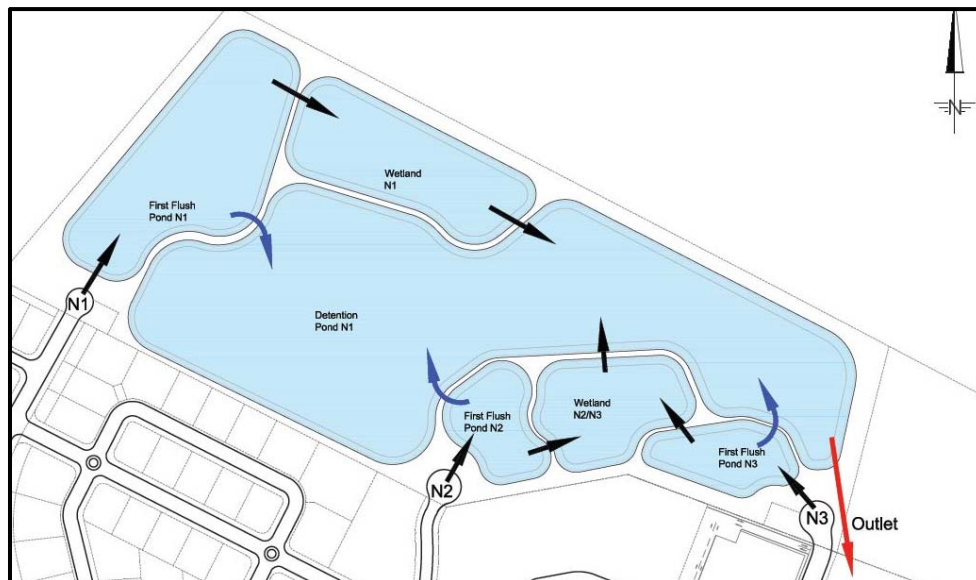 N
Wetland
N1
First Flush
Pond N1
N1
Detention
Pond N1
Wetland
N2/N3
First Flush
Pond N2
First Flush
Pond N3
N2
N3
Outlet